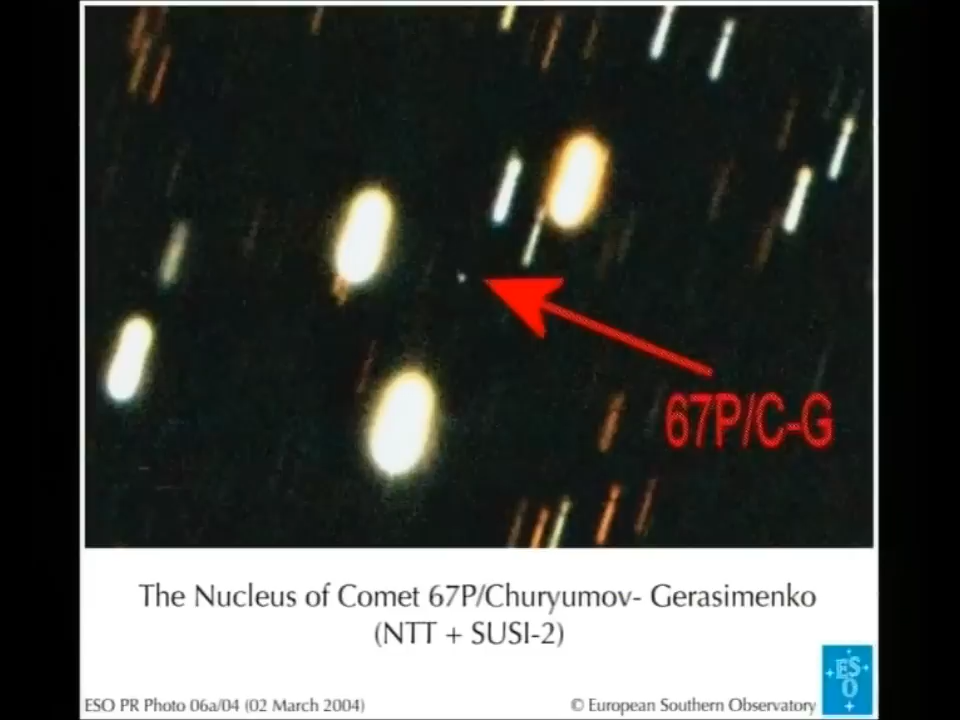 67P/C-G
The Nucleus of Comet 67P/Churyumov- Gerasimenko
(NTT + SUSI-2)
ESO PR Photo 06a/04 (02 March 2004)
© European Southern Observatory
ESO